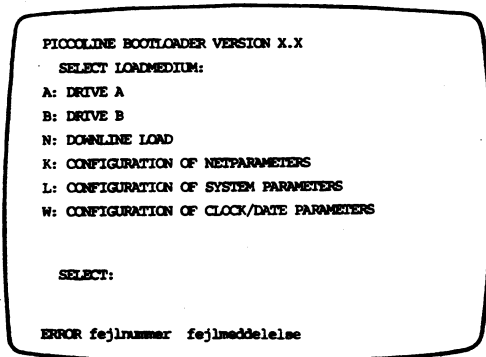 PICCOLINE BOOTLOADER VERSION X.X
SELECT LOADMEDIUM:
A: DRIVE A
B: DRIVE B
N: DOWNLINE LOAD
K: CONFIGURATION OF NETPARAMETERS
L: CONFIGURATION OF SYSTEM PARAMETERS
W: CONFIGURATION OF CLOCK/DATE PARAMETERS
SELECT:
ERROR fejlnummer fejlmeddelelse